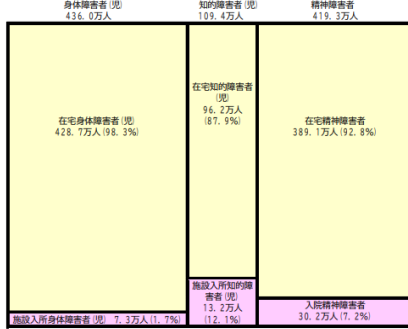 身体障害者(児)
436.0万人
知的障害者(児)
109.4万人
精神障害者
419.3万人
在宅身体障害者(児)
428.7万人(98.3%)
在宅知的障害者
(児)
96.2万人
(87.9%)
在宅精神障害者
389.1万人(92.8%)
施設入所身体障害者(児) 7.3万人(1.7%)
施設入所知的障
害者(児)
13.2万人
(12.1%)
入院精神障害者
30.2万人(7.2%)